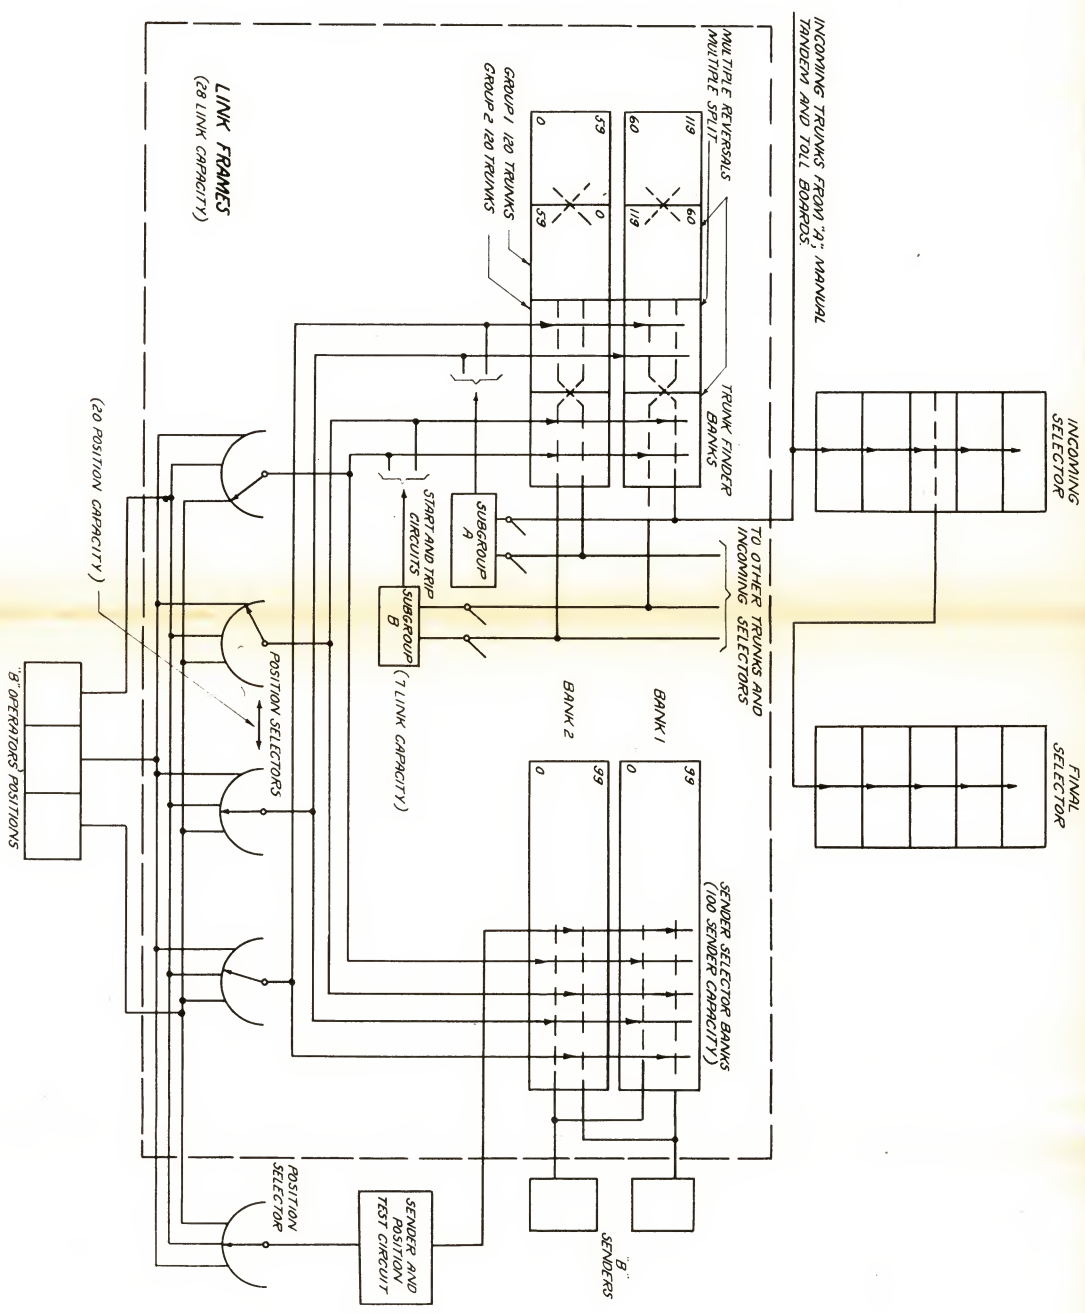 INCOMING TRUNKS FROM "A", MANUAL
TANDEM AND TOLL BOARDS.
INCOMING
SELECTOR
FINAL
SELECTOR
MULTIPLE REVERSALS
MULTIPLE SPLIT
TRUNK FINDER
BANKS
TO OTHER TRUNKS AND
INCOMING SELECTORS
SENDER SELECTOR BANKS
(100 SENDER CAPACITY)
119
60
60
119
59
0
0
59
BANK 1
BANK 2
99
0
99
0
GROUP 1 120 TRUNKS
GROUP 2 120 TRUNKS
SUBGROUP
A
START AND TRIP
CIRCUITS
SUBGROUP
B
(7 LINK CAPACITY)
"B"
SENDERS
LINK FRAMES
(28 LINK CAPACITY)
POSITION SELECTORS
(20 POSITION CAPACITY)
POSITION
SELECTOR
SENDER AND
POSITION
TEST CIRCUIT
"B" OPERATORS' POSITIONS